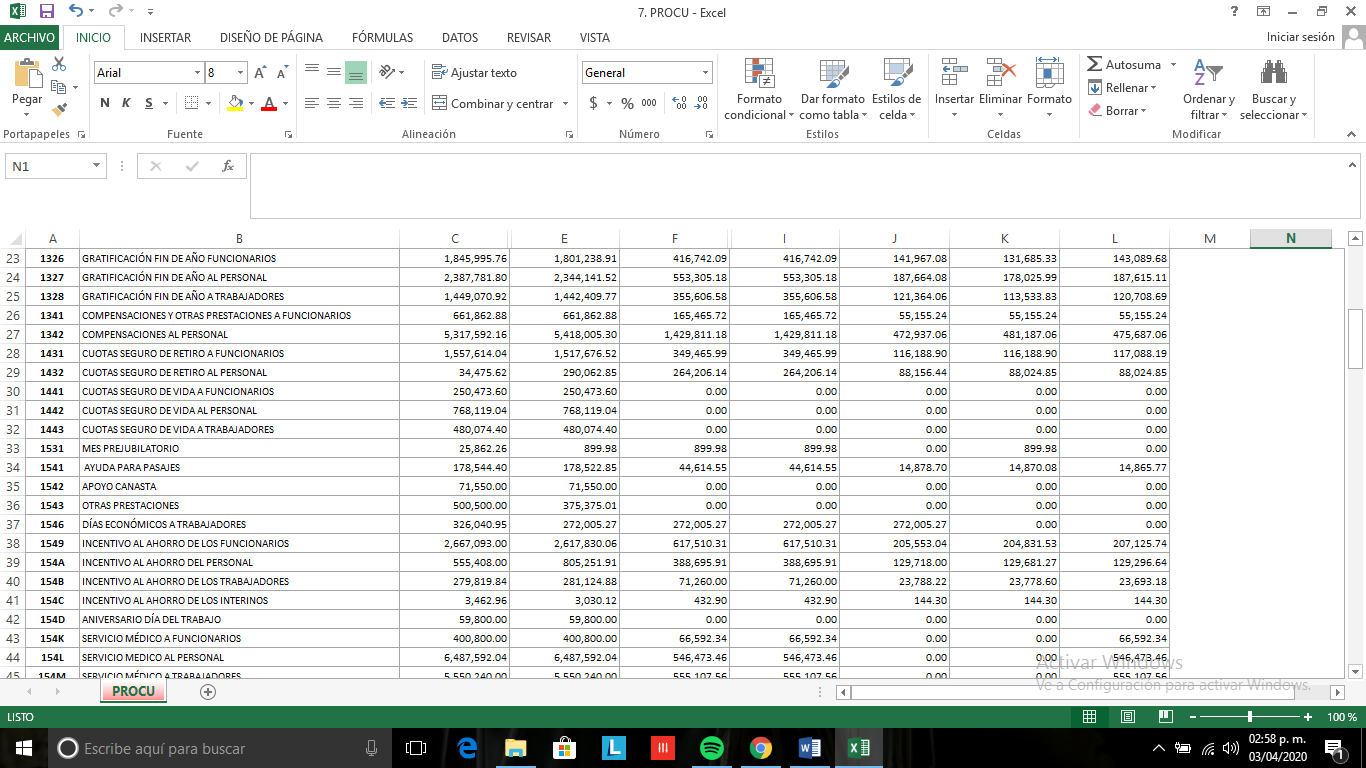 7. PROCU - Excel
ARCHIVO INICIO INSERTAR DISEÑO DE PÁGINA FÓRMULAS DATOS REVISAR VISTA Iniciar sesión
Pegar
Arial 8
N K S
Ajustar texto
Combinar y centrar
General
$ % 000
Formato condicional
Dar formato como tabla
Estilos de celda
Insertar Eliminar Formato
Autosuma
Rellenar
Borrar
Ordenar y filtrar
Buscar y seleccionar
Portapapeles Fuente Alineación Número Estilos Celdas Modificar
N1 fx
A B C E F I J K L M N
23 1326 GRATIFICACIÓN FIN DE AÑO FUNCIONARIOS 1,845,995.76 1,801,238.91 416,742.09 416,742.09 141,967.08 131,685.33 143,089.68
24 1327 GRATIFICACIÓN FIN DE AÑO AL PERSONAL 2,387,781.80 2,344,141.52 553,305.18 553,305.18 187,664.08 178,025.99 187,615.11
25 1328 GRATIFICACIÓN FIN DE AÑO A TRABAJADORES 1,449,070.92 1,442,409.77 355,606.58 355,606.58 121,364.06 113,533.83 120,708.69
26 1341 COMPENSACIONES Y OTRAS PRESTACIONES A FUNCIONARIOS 661,862.88 661,862.88 165,465.72 165,465.72 55,155.24 55,155.24 55,155.24
27 1342 COMPENSACIONES AL PERSONAL 5,317,592.16 5,418,005.30 1,429,811.18 1,429,811.18 472,937.06 481,187.06 475,687.06
28 1431 CUOTAS SEGURO DE RETIRO A FUNCIONARIOS 1,557,614.04 1,517,676.52 349,465.99 349,465.99 116,188.90 116,188.90 117,088.19
29 1432 CUOTAS SEGURO DE RETIRO AL PERSONAL 34,475.62 290,062.85 264,206.14 264,206.14 88,156.44 88,024.85 88,024.85
30 1441 CUOTAS SEGURO DE VIDA A FUNCIONARIOS 250,473.60 250,473.60 0.00 0.00 0.00 0.00 0.00
31 1442 CUOTAS SEGURO DE VIDA AL PERSONAL 768,119.04 768,119.04 0.00 0.00 0.00 0.00 0.00
32 1443 CUOTAS SEGURO DE VIDA A TRABAJADORES 480,074.40 480,074.40 0.00 0.00 0.00 0.00 0.00
33 1531 MES PREJUBILATORIO 25,862.26 899.98 899.98 899.98 0.00 899.98 0.00
34 1541 AYUDA PARA PASAJES 178,544.40 178,522.85 44,614.55 44,614.55 14,878.70 14,870.08 14,865.77
35 1542 APOYO CANASTA 71,550.00 71,550.00 0.00 0.00 0.00 0.00 0.00
36 1543 OTRAS PRESTACIONES 500,500.00 375,375.01 0.00 0.00 0.00 0.00 0.00
37 1546 DÍAS ECONÓMICOS A TRABAJADORES 326,040.95 272,005.27 272,005.27 272,005.27 272,005.27 0.00 0.00
38 1549 INCENTIVO AL AHORRO DE LOS FUNCIONARIOS 2,667,093.00 2,617,830.06 617,510.31 617,510.31 205,553.04 204,831.53 207,125.74
39 154A INCENTIVO AL AHORRO DEL PERSONAL 555,408.00 805,251.91 388,695.91 388,695.91 129,718.00 129,681.27 129,296.64
40 154B INCENTIVO AL AHORRO DE LOS TRABAJADORES 279,819.84 281,124.88 71,260.00 71,260.00 23,788.22 23,778.60 23,693.18
41 154C INCENTIVO AL AHORRO DE LOS INTERINOS 3,462.96 3,030.12 432.90 432.90 144.30 144.30 144.30
42 154D ANIVERSARIO DÍA DEL TRABAJO 59,800.00 59,800.00 0.00 0.00 0.00 0.00 0.00
43 154K SERVICIO MÉDICO A FUNCIONARIOS 400,800.00 400,800.00 66,592.34 66,592.34 0.00 0.00 66,592.34
44 154L SERVICIO MEDICO AL PERSONAL 6,487,592.04 6,487,592.04 546,473.46 546,473.46 0.00 0.00 546,473.46
45 154M SERVICIO MÉDICO A TRABAJADORES 5,550,240.00 5,550,240.00 555,107.56 555,107.56 0.00 0.00 555,107.56
Activar Windows
Ve a Configuración para activar Windows.
PROCU
LISTO 100 %
Escribe aquí para buscar
02:58 p. m.
03/04/2020
1